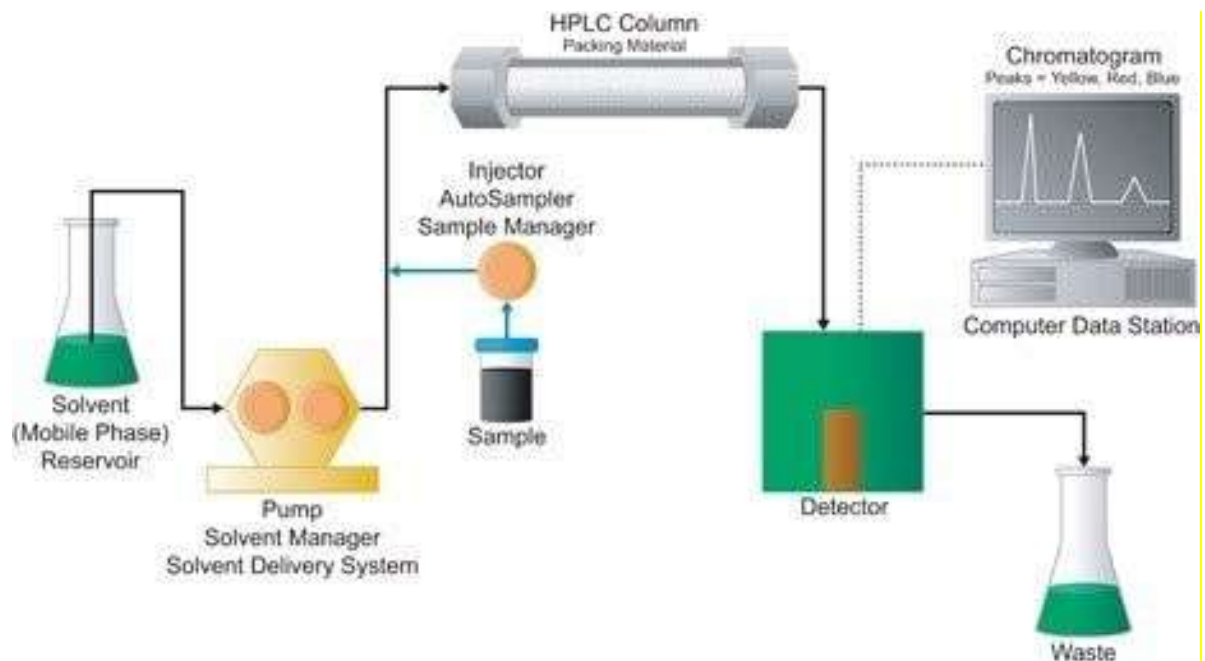 HPLC Column
Packing Material
Chromatogram
Peaks = Yellow, Red, Blue
Injector
AutoSampler
Sample Manager
Computer Data Station
Solvent
(Mobile Phase)
Reservoir
Sample
Detector
Pump
Solvent Manager
Solvent Delivery System
Waste